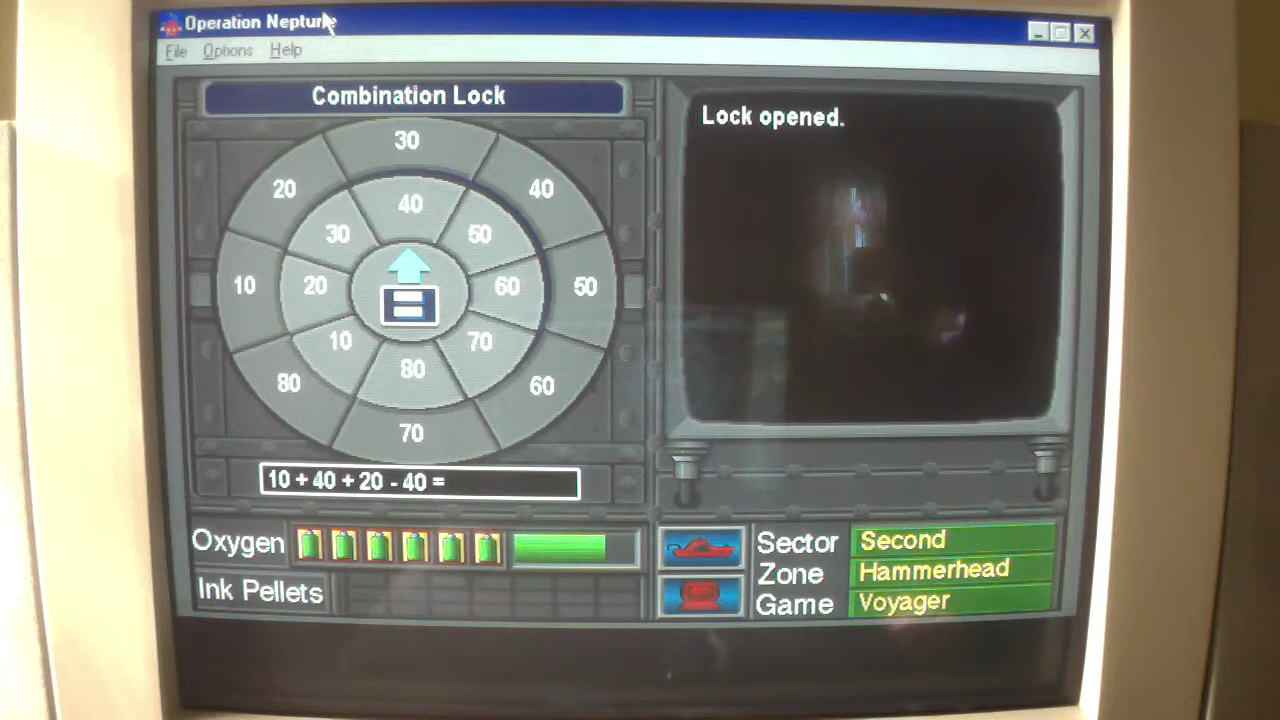 Operation Neptune
File Options Help
Combination Lock
Lock opened.
30
20
40
40
30
50
10
20
60
50
10
70
80
80
60
70
10 + 40 + 20 - 40 =
Oxygen
Ink Pellets
Sector Second
Zone Hammerhead
Game Voyager